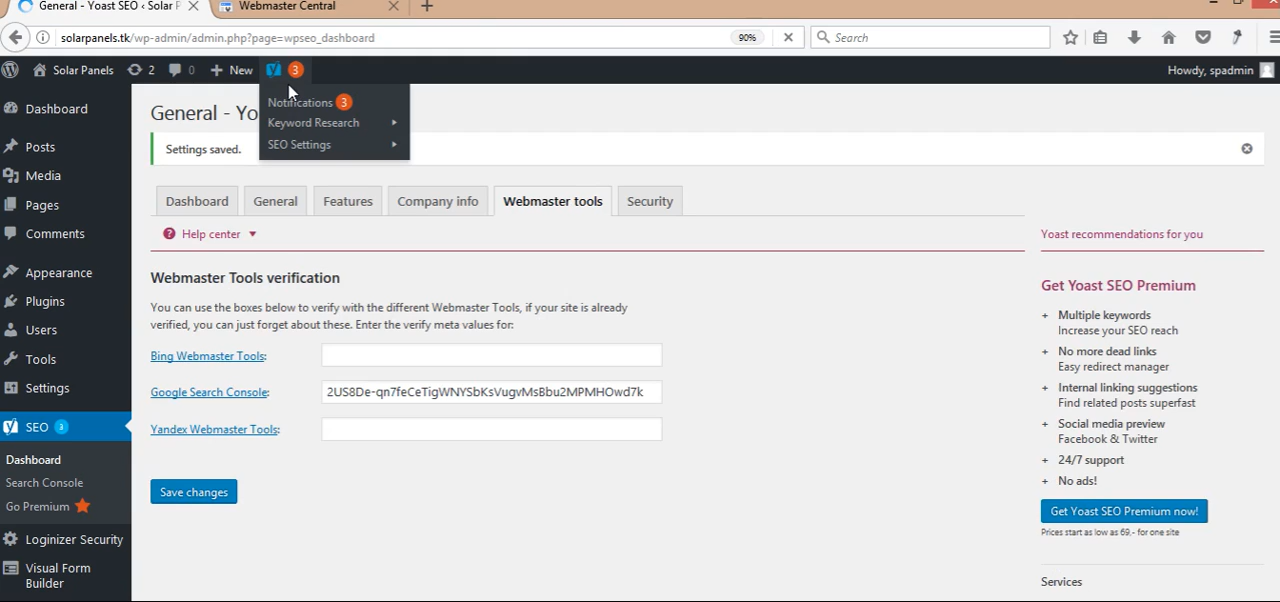 General - Yoast SEO ‹ Solar P
Webmaster Central
solarpanels.tk/wp-admin/admin.php?page=wpseo_dashboard
90%
Search
Solar Panels
2
0
New
3
Howdy, spadmin
Notifications 3
Keyword Research
SEO Settings
Dashboard
Posts
Media
Pages
Comments
Appearance
Plugins
Users
Tools
Settings
SEO 3
Dashboard
Search Console
Go Premium
Loginizer Security
Visual Form
Builder
General - Yo
Settings saved.
Dashboard
General
Features
Company info
Webmaster tools
Security
Help center
Webmaster Tools verification
You can use the boxes below to verify with the different Webmaster Tools, if your site is already
verified, you can just forget about these. Enter the verify meta values for:
Bing Webmaster Tools:
Google Search Console: 2US8De-qn7feCeTigWNYSbKsVugvMsBbu2MPMHOwd7k
Yandex Webmaster Tools:
Save changes
Yoast recommendations for you
Get Yoast SEO Premium
+ Multiple keywords
Increase your SEO reach
+ No more dead links
Easy redirect manager
+ Internal linking suggestions
Find related posts superfast
+ Social media preview
Facebook & Twitter
+ 24/7 support
+ No ads!
Get Yoast SEO Premium now!
Prices start as low as 69,- for one site
Services